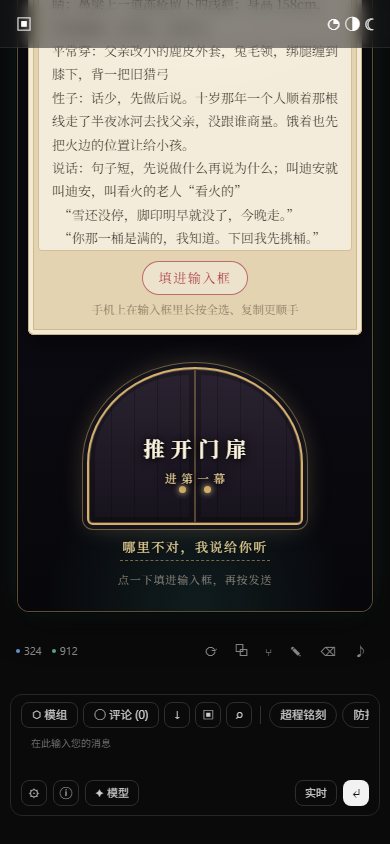 平常穿：父亲改小的鹿皮外套，兔毛领，绑腿缠到
膝下，背一把旧猎弓
性子：话少，先做后说。十岁那年一个人顺着那根
线走了半夜冰河去找父亲，没跟谁商量。饿着也先
把火边的位置让给小孩。
说话：句子短，先说做什么再说为什么；叫迪安就
叫迪安，叫看火的老人“看火的”
“雪还没停，脚印明早就没了，今晚走。”
“你那一桶是满的，我知道。下回我先挑桶。”
填进输入框
手机上在输入框里长按全选、复制更顺手
推开门扉
进第一幕
哪里不对，我说给你听
点一下填进输入框，再按发送
324 912
模组 评论 (0) 超程铭刻
在此输入您的消息
模型 实时